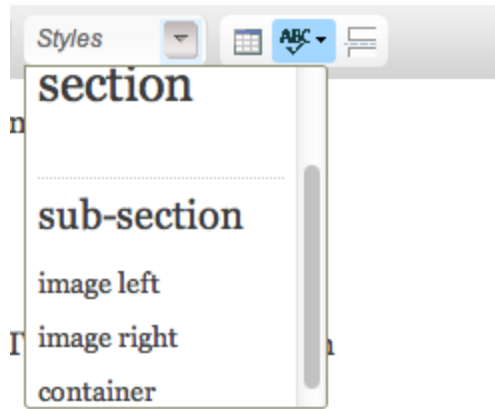 Styles ABC
section
sub-section
image left
image right
container